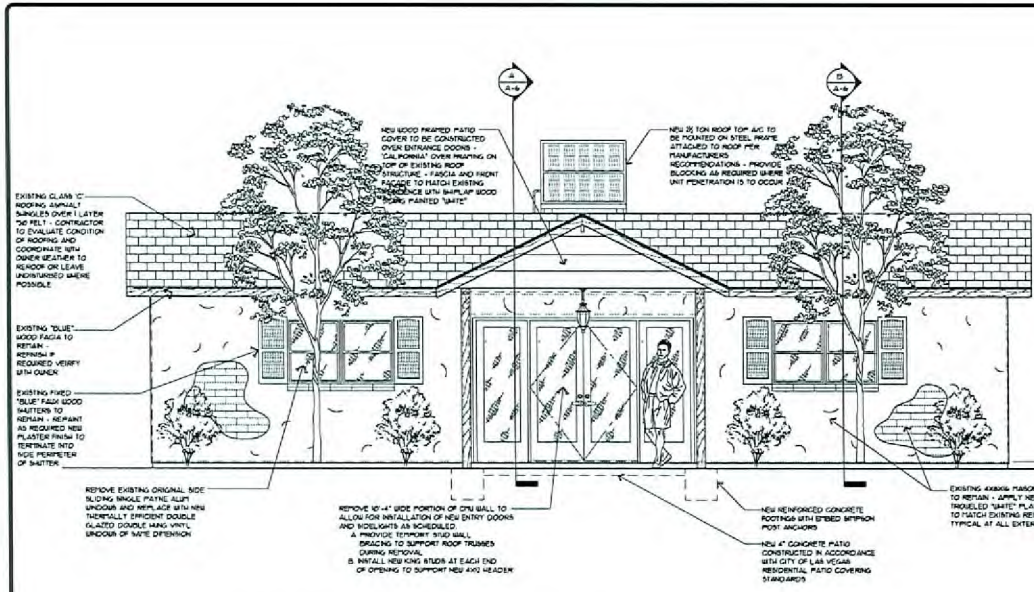 A
A-6
B
A-6
NEW WOOD FRAMED PATIO
COVER TO BE CONSTRUCTED
OVER ENTRANCE DOORS -
"CALIFORNIA" OVER FRAMING ON
TOP OF EXISTING ROOF
STRUCTURE - FASCIA AND FRONT
FACADE TO MATCH EXISTING
RESIDENCE WITH SHIPLAP WOOD
SIDING PAINTED "WHITE"
NEW 2½ TON ROOF TOP A/C TO
BE MOUNTED ON STEEL FRAME
ATTACHED TO ROOF PER
MANUFACTURERS
RECOMMENDATIONS - PROVIDE
BLOCKING AS REQUIRED WHERE
UNIT PENETRATION IS TO OCCUR
EXISTING CLASS "C"
ROOFING ASPHALT
SHINGLES OVER 1 LAYER
FELT - CONTRACTOR
TO EVALUATE CONDITION
OF ROOFING AND
COORDINATE WITH
OWNER WEATHER TO
REROOF OR LEAVE
UNDISTURBED WHERE
POSSIBLE
EXISTING "BLUE"
WOOD FACIA TO
REMAIN -
REFINISH IF
REQUIRED VEIRFY
WITH OWNER
EXISTING FIXED
"BLUE" FAUX WOOD
SHUTTERS TO
REMAIN - REPAINT
AS REQUIRED NEW
PLASTER FINISH TO
TERMINATE INTO
SIDE PERIMETER
OF SHUTTER
REMOVE EXISTING ORIGINAL SIDE
SLIDING SINGLE PAYNE ALUM
WINDOWS AND REPLACE WITH NEW
THERMALLY EFFICIENT DOUBLE
GLAZED DOUBLE HUNG VINYL
WINDOWS OF SAME DIMENSION
REMOVE 10'-4" WIDE PORTION OF CMU WALL TO
ALLOW FOR INSTALLATION OF NEW ENTRY DOORS
AND SIDELIGHTS AS SCHEDULED.
A. PROVIDE TEMPORY STUD WALL
BRACING TO SUPPORT ROOF TRUSSES
DURING REMOVAL
B. INSTALL NEW KING STUDS AT EACH END
OF OPENING TO SUPPORT NEW 4X12 HEADER
NEW REINFORCED CONCRETE
FOOTINGS WITH EMBED SIMPSON
POST ANCHORS
NEW 4" CONCRETE PATIO
CONSTRUCTED IN ACCORDANCE
WITH CITY OF LAS VEGAS
RESIDENTIAL PATIO COVERING
STANDARDS
EXISTING 4X8X16 MASON
TO REMAIN - APPLY NE
TROWELED "WHITE" PLA
TO MATCH EXISTING RE
TYPICAL AT ALL EXTER